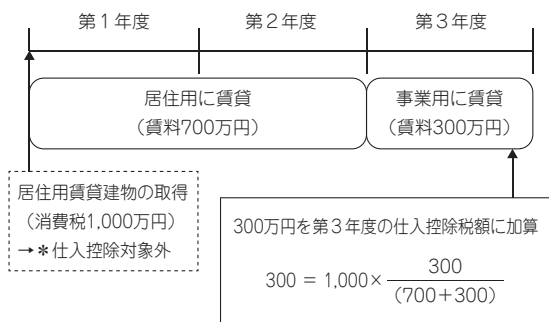 第1年度 第2年度 第3年度
居住用に賃貸
（賃料700万円）
事業用に賃貸
（賃料300万円）
居住用賃貸建物の取得
（消費税1,000万円）
→＊仕入控除対象外
300万円を第3年度の仕入控除税額に加算
300 = 1,000× 300
(700＋300)